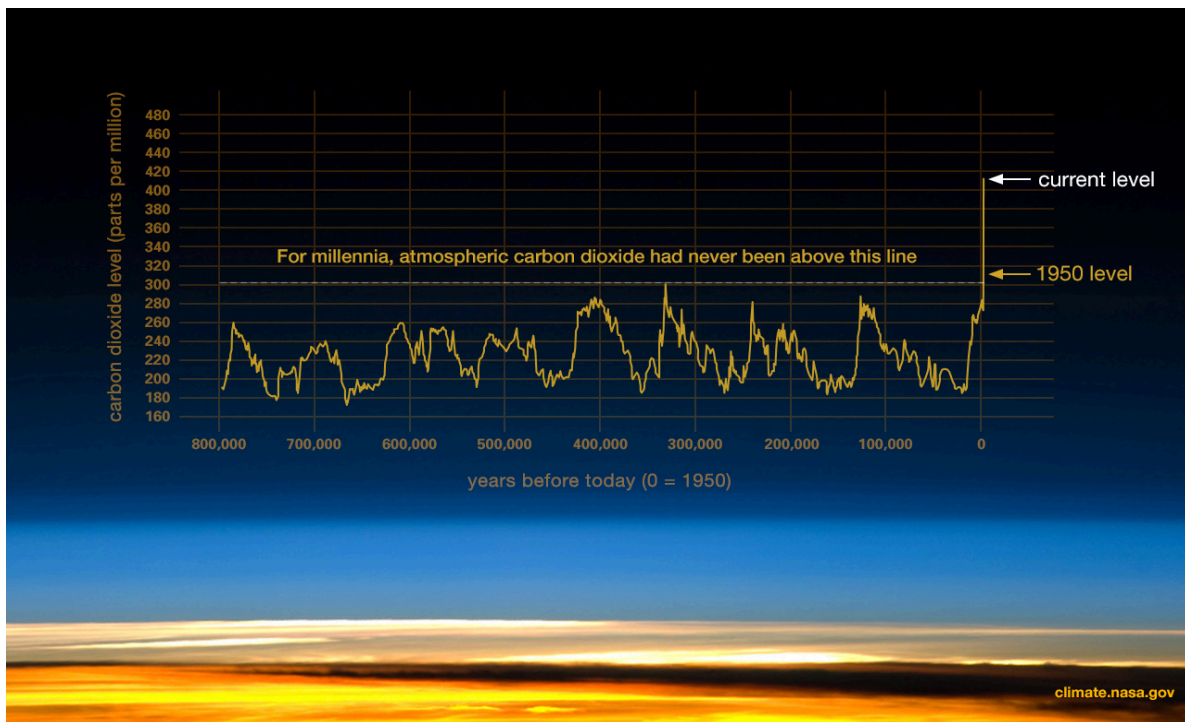 carbon dioxide level (parts per million)
480
460
440
420
400
380
360
340
320
300
260
240
220
200
180
160
current level
For millennia, atmospheric carbon dioxide had never been above this line
1950 level
800,000 700,000 600,000 500,000 400,000 300,000 200,000 100,000 0
years before today (0 = 1950)
climate.nasa.gov